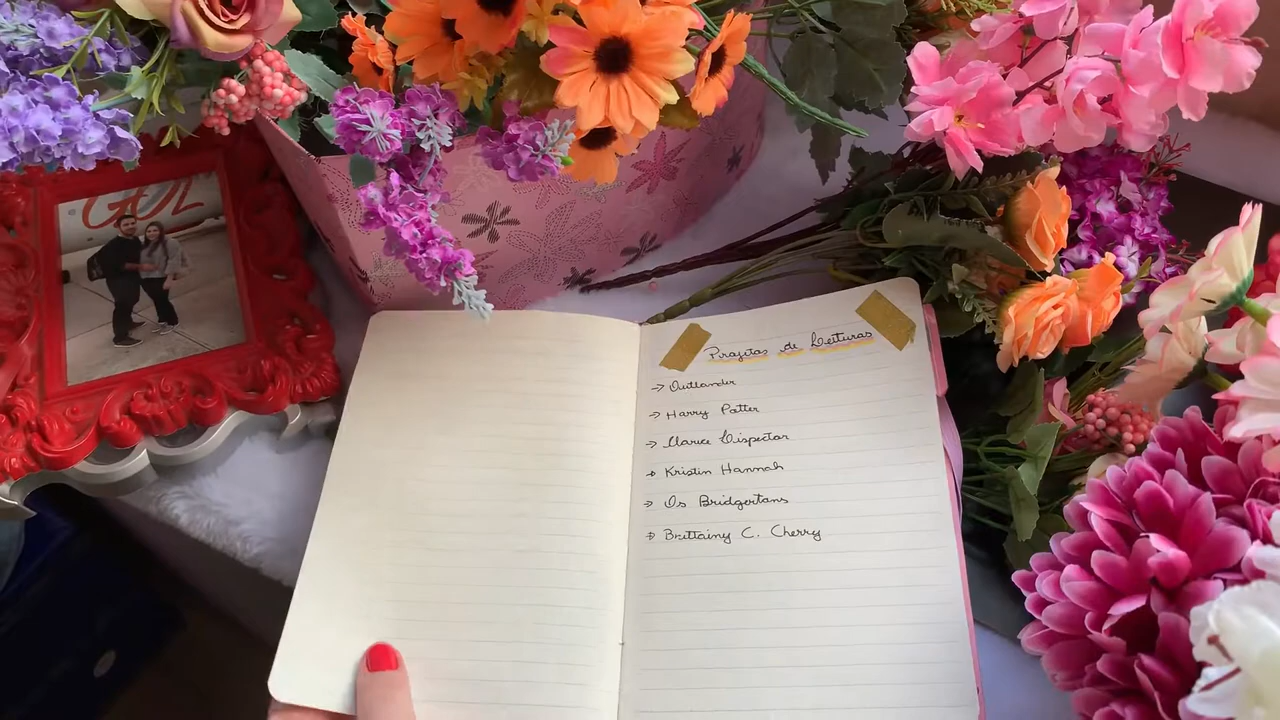 GOL
Projetos de Leituras
→ Outlander
→ Harry Potter
→ Clarice Lispector
→ Kristin Hannah
→ Os Bridgertons
→ Brittainy C. Cherry